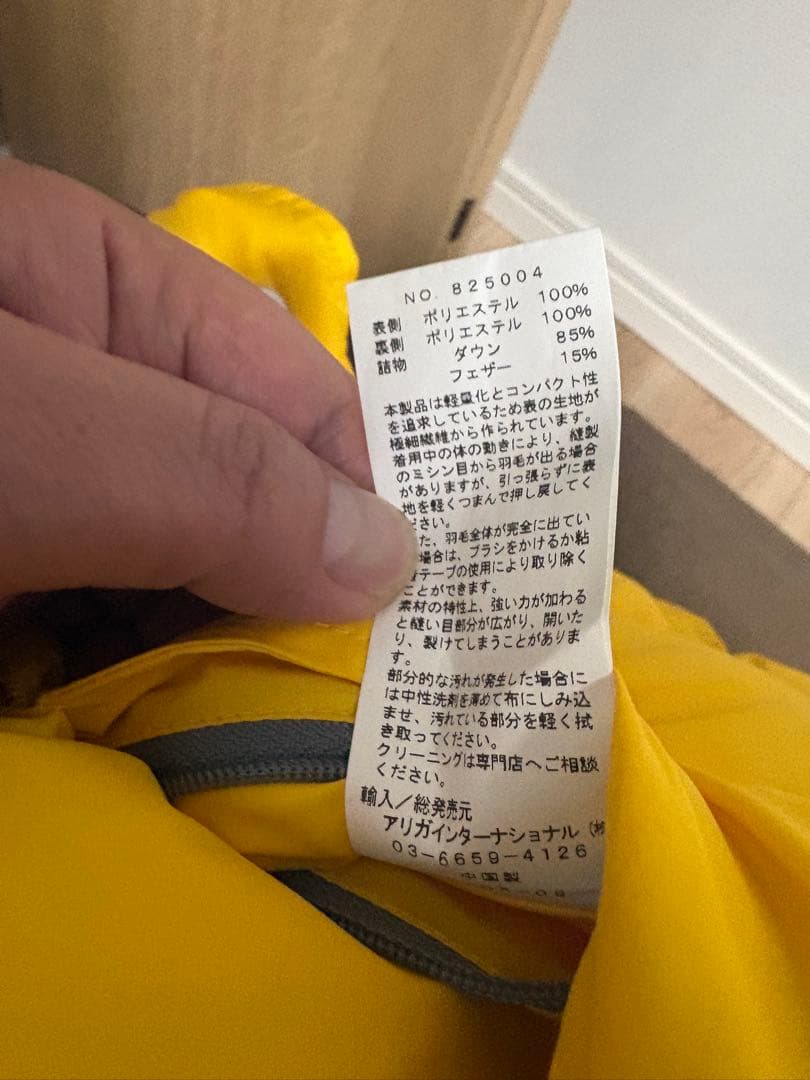 NO. 825004
表側 ポリエステル 100%
裏側 ポリエステル 100%
詰物 ダウン 85%
フェザー 15%
本製品は軽量化とコンパクト性
を追求しているため表の生地が
極細繊維から作られています。
着用中の体の動きにより、縫製
のミシン目から羽毛が出る場合
がありますが、引っ張らずに表
地を軽くつまんで押し戻してく
ださい。
た、羽毛全体が完全に出てい
場合は、ブラシをかけるか粘
テープの使用により取り除く
ことができます。
素材の特性上、強い力が加わる
と縫い目部分が広がり、開いた
り、裂けてしまうことがありま
す。
部分的な汚れが発生した場合に
は中性洗剤を薄めて布にしみ込
ませ、汚れている部分を軽く拭
き取ってください。
クリーニングは専門店へご相談
ください。
輸入／総発売元
アリガインターナショナル（株
03-6659-4126
中国製